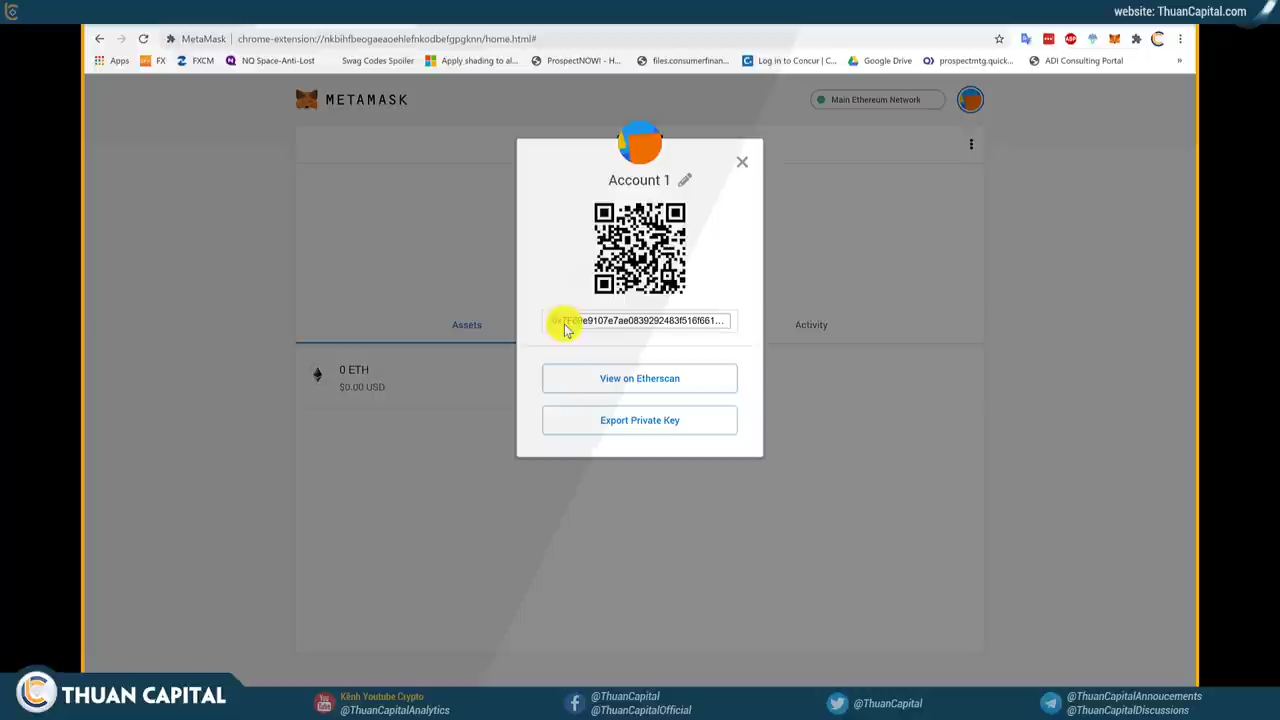 website: ThuanCapital.com
MetaMask chrome-extension://nkbihfbeogaeaoehlefnkodbefgpgknn/home.html#
Apps FX FXCM NQ Space-Anti-Lost Swag Codes Spoiler Apply shading to al... ProspectNOW! - H... files.consumerfinan... Log in to Concur | C... Google Drive prospectmtg.quick... ADI Consulting Portal »
METAMASK Main Ethereum Network
Account 1
Assets Activity
0 ETH
$0.00 USD
View on Etherscan
Export Private Key
THUAN CAPITAL
Kênh Youtube Crypto
@ThuanCapitalAnalytics
@ThuanCapital
@ThuanCapitalOfficial
@ThuanCapital
@ThuanCapitalAnnoucements
@ThuanCapitalDiscussions